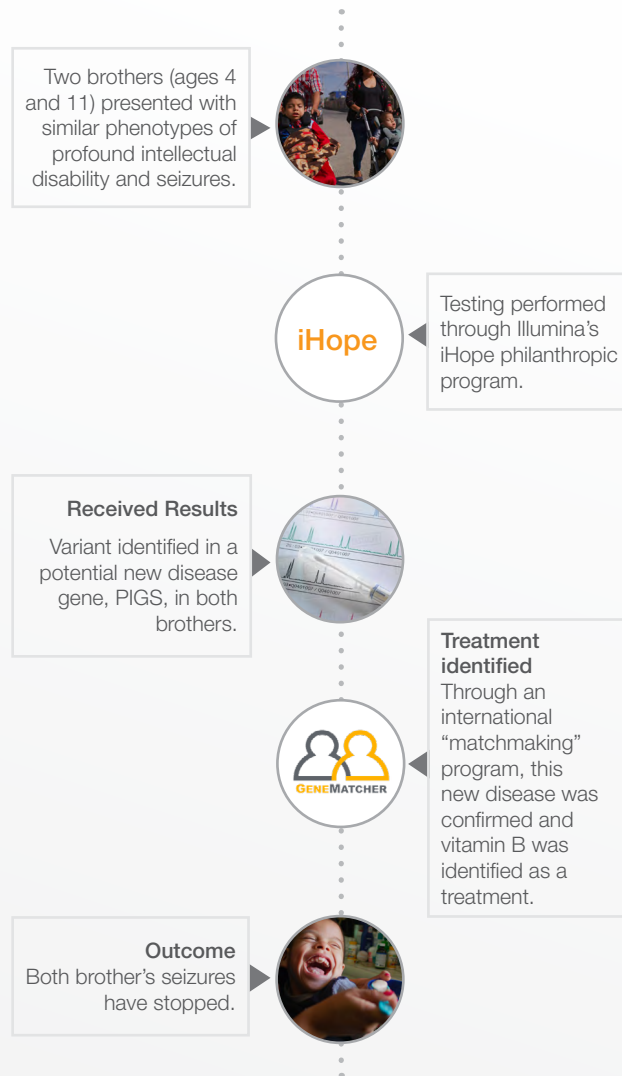 Two brothers (ages 4
and 11) presented with
similar phenotypes of
profound intellectual
disability and seizures.
iHope
Testing performed
through Illumina’s
iHope philanthropic
program.
Received Results
Variant identified in a
potential new disease
gene, PIGS, in both
brothers.
Treatment
identified
Through an
international
“matchmaking”
program, this
new disease was
confirmed and
vitamin B was
identified as a
treatment.
GENEMATCHER
Outcome
Both brother’s seizures
have stopped.